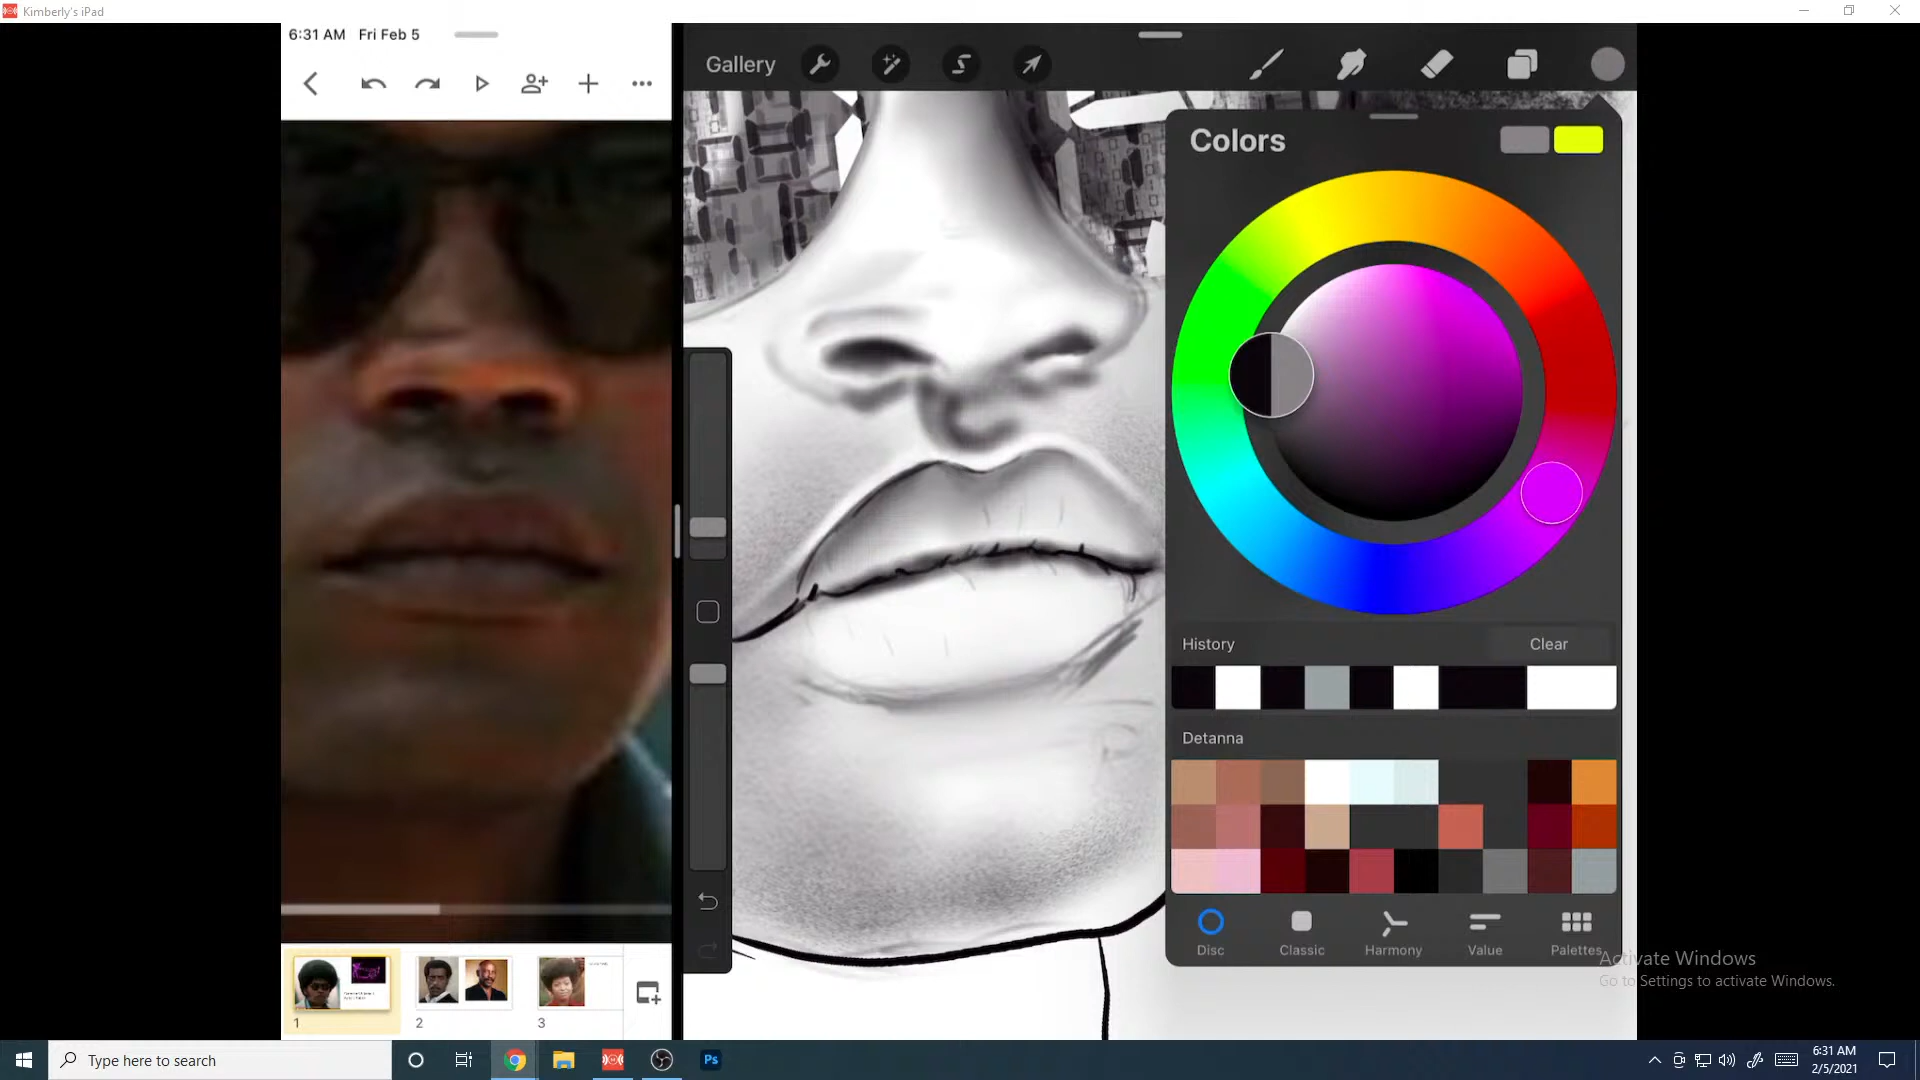 Kimberly's iPad
6:31 AM Fri Feb 5
Gallery
Colors
History
Clear
Detanna
Disc
Classic
Harmony
Value
Palettes
Activate Windows
Go to Settings to activate Windows.
1
2
3
Type here to search
Ps
6:31 AM
2/5/2021